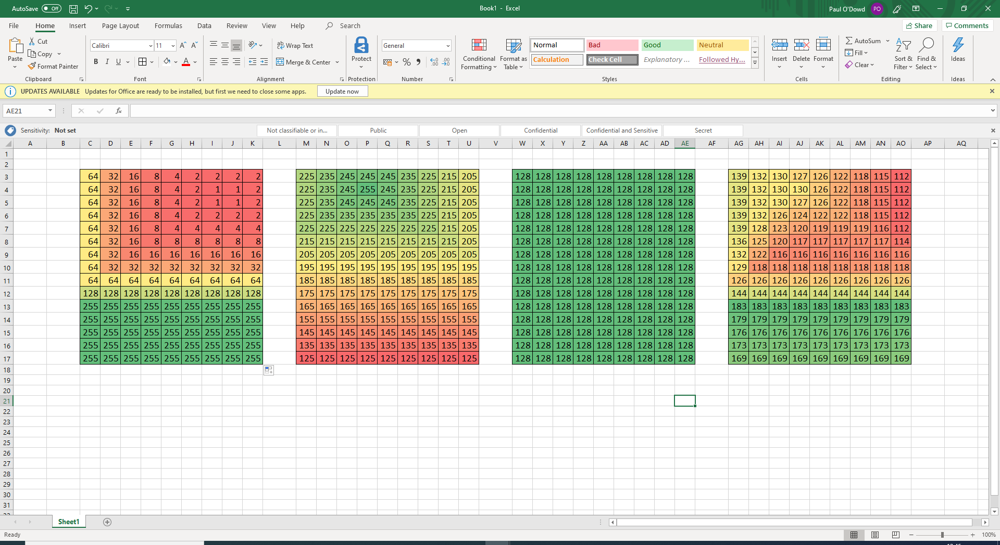 AutoSave Off Book1 - Excel Paul O'Dowd PO
File Home Insert Page Layout Formulas Data Review View Help Search Share Comments
Cut Calibri 11 Wrap Text General Normal Bad Good Neutral AutoSum
Copy Fill
Paste Format Painter Merge & Center Protect Conditional Formatting Format as Table Calculation Check Cell Explanatory ... Followed Hy... Insert Delete Format Clear Sort & Filter Find & Select Ideas
Clipboard Font Alignment Protection Number Styles Cells Editing Ideas
UPDATES AVAILABLE Updates for Office are ready to be installed, but first we need to close some apps. Update now
AE21 fx
Sensitivity: Not set Not classifiable or in... Public Open Confidential Confidential and Sensitive Secret
A B C D E F G H I J K L M N O P Q R S T U V W X Y Z AA AB AC AD AE AF AG AH AI AJ AK AL AM AN AO AP AQ
1
2
3 64 32 16 8 4 2 2 2 2 225 235 245 245 245 235 225 215 205 128 128 128 128 128 128 128 128 128 139 132 130 127 126 122 118 115 112
4 64 32 16 8 4 2 1 1 2 225 235 245 255 245 235 225 215 205 128 128 128 128 128 128 128 128 128 139 132 130 130 126 122 118 115 112
5 64 32 16 8 4 2 1 1 2 225 235 245 245 245 235 225 215 205 128 128 128 128 128 128 128 128 128 139 132 130 127 126 122 118 115 112
6 64 32 16 8 4 2 2 2 2 225 235 235 235 235 235 225 215 205 128 128 128 128 128 128 128 128 128 139 132 126 124 122 122 118 115 112
7 64 32 16 8 4 4 4 4 4 225 225 225 225 225 225 225 215 205 128 128 128 128 128 128 128 128 128 139 128 123 120 119 119 119 116 112
8 64 32 16 8 8 8 8 8 8 215 215 215 215 215 215 215 215 205 128 128 128 128 128 128 128 128 128 136 125 120 117 117 117 117 117 114
9 64 32 16 16 16 16 16 16 16 205 205 205 205 205 205 205 205 205 128 128 128 128 128 128 128 128 128 132 122 116 116 116 116 116 116 116
10 64 32 32 32 32 32 32 32 32 195 195 195 195 195 195 195 195 195 128 128 128 128 128 128 128 128 128 129 118 118 118 118 118 118 118 118
11 64 64 64 64 64 64 64 64 64 185 185 185 185 185 185 185 185 185 128 128 128 128 128 128 128 128 128 126 126 126 126 126 126 126 126 126
12 128 128 128 128 128 128 128 128 128 175 175 175 175 175 175 175 175 175 128 128 128 128 128 128 128 128 128 144 144 144 144 144 144 144 144 144
13 255 255 255 255 255 255 255 255 255 165 165 165 165 165 165 165 165 165 128 128 128 128 128 128 128 128 128 183 183 183 183 183 183 183 183 183
14 255 255 255 255 255 255 255 255 255 155 155 155 155 155 155 155 155 155 128 128 128 128 128 128 128 128 128 179 179 179 179 179 179 179 179 179
15 255 255 255 255 255 255 255 255 255 145 145 145 145 145 145 145 145 145 128 128 128 128 128 128 128 128 128 176 176 176 176 176 176 176 176 176
16 255 255 255 255 255 255 255 255 255 135 135 135 135 135 135 135 135 135 128 128 128 128 128 128 128 128 128 173 173 173 173 173 173 173 173 173
17 255 255 255 255 255 255 255 255 255 125 125 125 125 125 125 125 125 125 128 128 128 128 128 128 128 128 128 169 169 169 169 169 169 169 169 169
18
19
20
21
22
23
24
25
26
27
28
29
30
31
Sheet1
Ready 100%